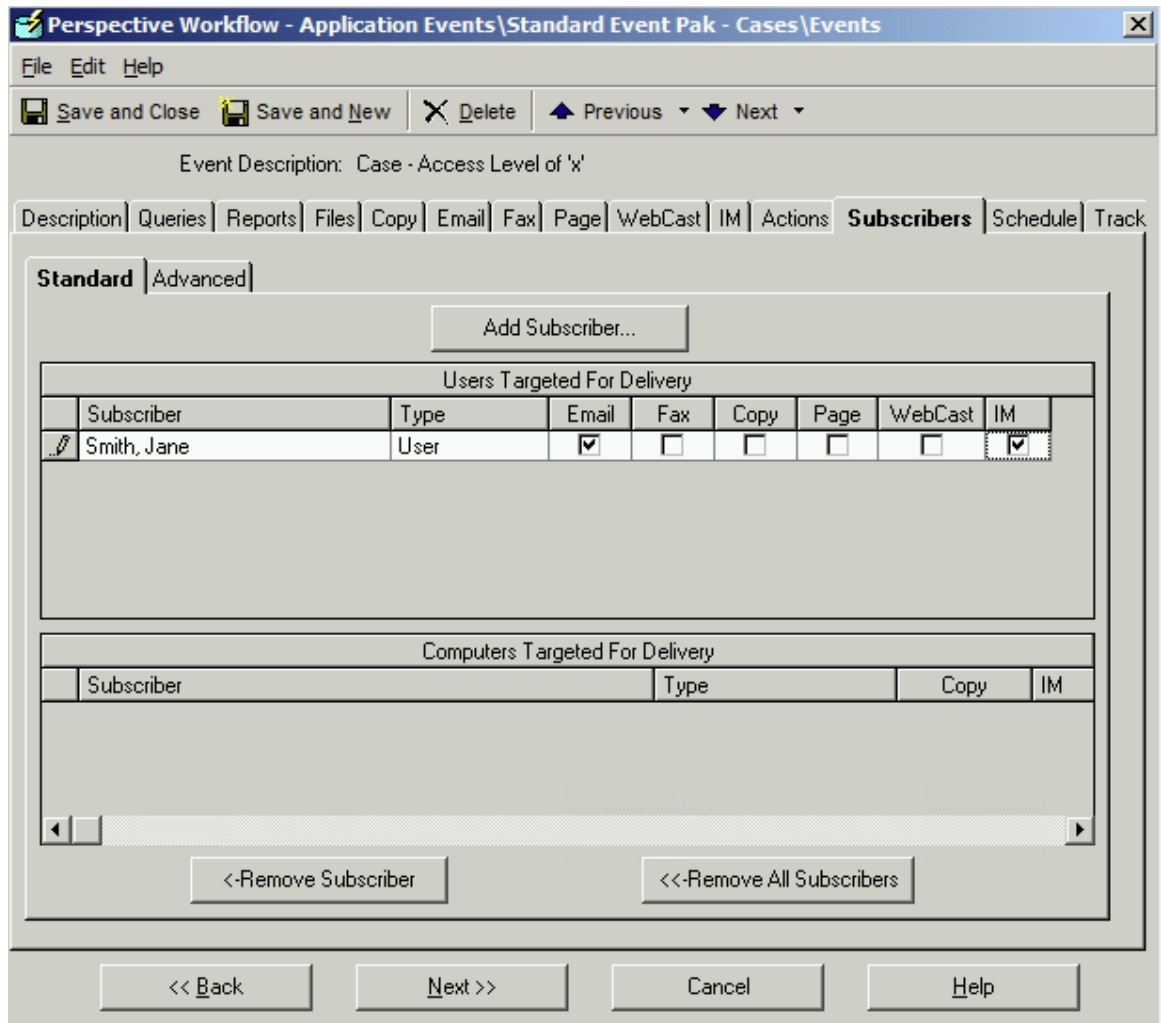 Perspective Workflow - Application Events\Standard Event Pak - Cases\Events
File Edit Help
Save and Close Save and New Delete Previous Next
Event Description: Case - Access Level of 'x'
Description Queries Reports Files Copy Email Fax Page WebCast IM Actions Subscribers Schedule Track
Standard Advanced
Add Subscriber...
Users Targeted For Delivery
Subscriber Type Email Fax Copy Page WebCast IM
Smith, Jane User
Computers Targeted For Delivery
Subscriber Type Copy IM
<-Remove Subscriber <<-Remove All Subscribers
<< Back Next >> Cancel Help